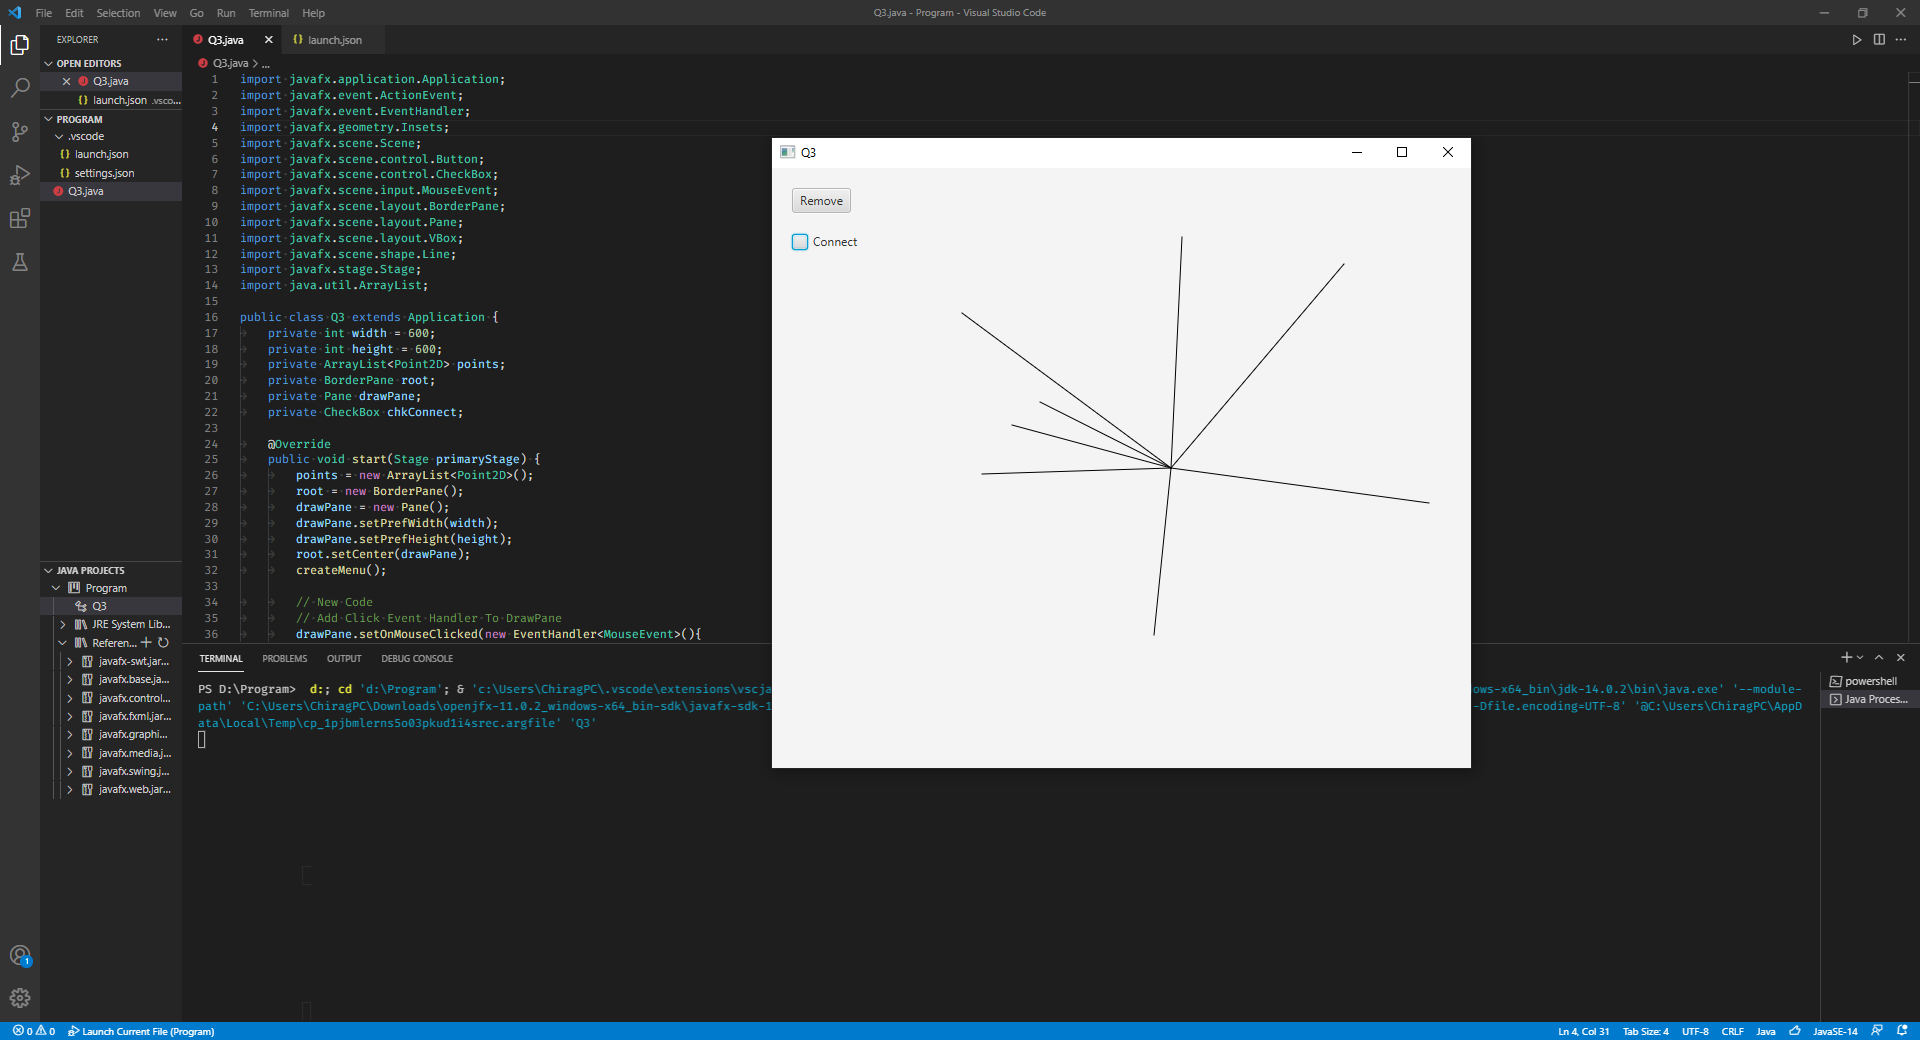 File Edit Selection View Go Run Terminal Help
Q3.java - Program - Visual Studio Code
EXPLORER
OPEN EDITORS
Q3.java
launch.json .vsco...
PROGRAM
.vscode
launch.json
settings.json
Q3.java
JAVA PROJECTS
Program
Q3
JRE System Lib...
Referen...
javafx-swt.jar...
javafx.base.ja...
javafx.control...
javafx.fxml.jar...
javafx.graphi...
javafx.media.j...
javafx.swing.j...
javafx.web.jar...
Q3.java launch.json
Q3.java > ...
1 import javafx.application.Application;
2 import javafx.event.ActionEvent;
3 import javafx.event.EventHandler;
4 import javafx.geometry.Insets;
5 import javafx.scene.Scene;
6 import javafx.scene.control.Button;
7 import javafx.scene.control.CheckBox;
8 import javafx.scene.input.MouseEvent;
9 import javafx.scene.layout.BorderPane;
10 import javafx.scene.layout.Pane;
11 import javafx.scene.layout.VBox;
12 import javafx.scene.shape.Line;
13 import javafx.stage.Stage;
14 import java.util.ArrayList;
15
16 public class Q3 extends Application {
17 private int width = 600;
18 private int height = 600;
19 private ArrayList<Point2D> points;
20 private BorderPane root;
21 private Pane drawPane;
22 private CheckBox chkConnect;
23
24 @Override
25 public void start(Stage primaryStage) {
26 points = new ArrayList<Point2D>();
27 root = new BorderPane();
28 drawPane = new Pane();
29 drawPane.setPrefWidth(width);
30 drawPane.setPrefHeight(height);
31 root.setCenter(drawPane);
32 createMenu();
33
34 // New Code
35 // Add Click Event Handler To DrawPane
36 drawPane.setOnMouseClicked(new EventHandler<MouseEvent>(){
Q3
Remove
Connect
TERMINAL PROBLEMS OUTPUT DEBUG CONSOLE
PS D:\Program> d:; cd 'd:\Program'; & 'c:\Users\ChiragPC\.vscode\extensions\vscja ows-x64_bin\jdk-14.0.2\bin\java.exe' '--module-
path' 'C:\Users\ChiragPC\Downloads\openjfx-11.0.2_windows-x64_bin-sdk\javafx-sdk-1 -Dfile.encoding=UTF-8' '@C:\Users\ChiragPC\AppD
ata\Local\Temp\cp_1pjbmlerns5o03pkud1i4srec.argfile' 'Q3'
powershell
Java Proces...
1
0 0 Launch Current File (Program)
Ln 4, Col 31 Tab Size: 4 UTF-8 CRLF Java JavaSE-14